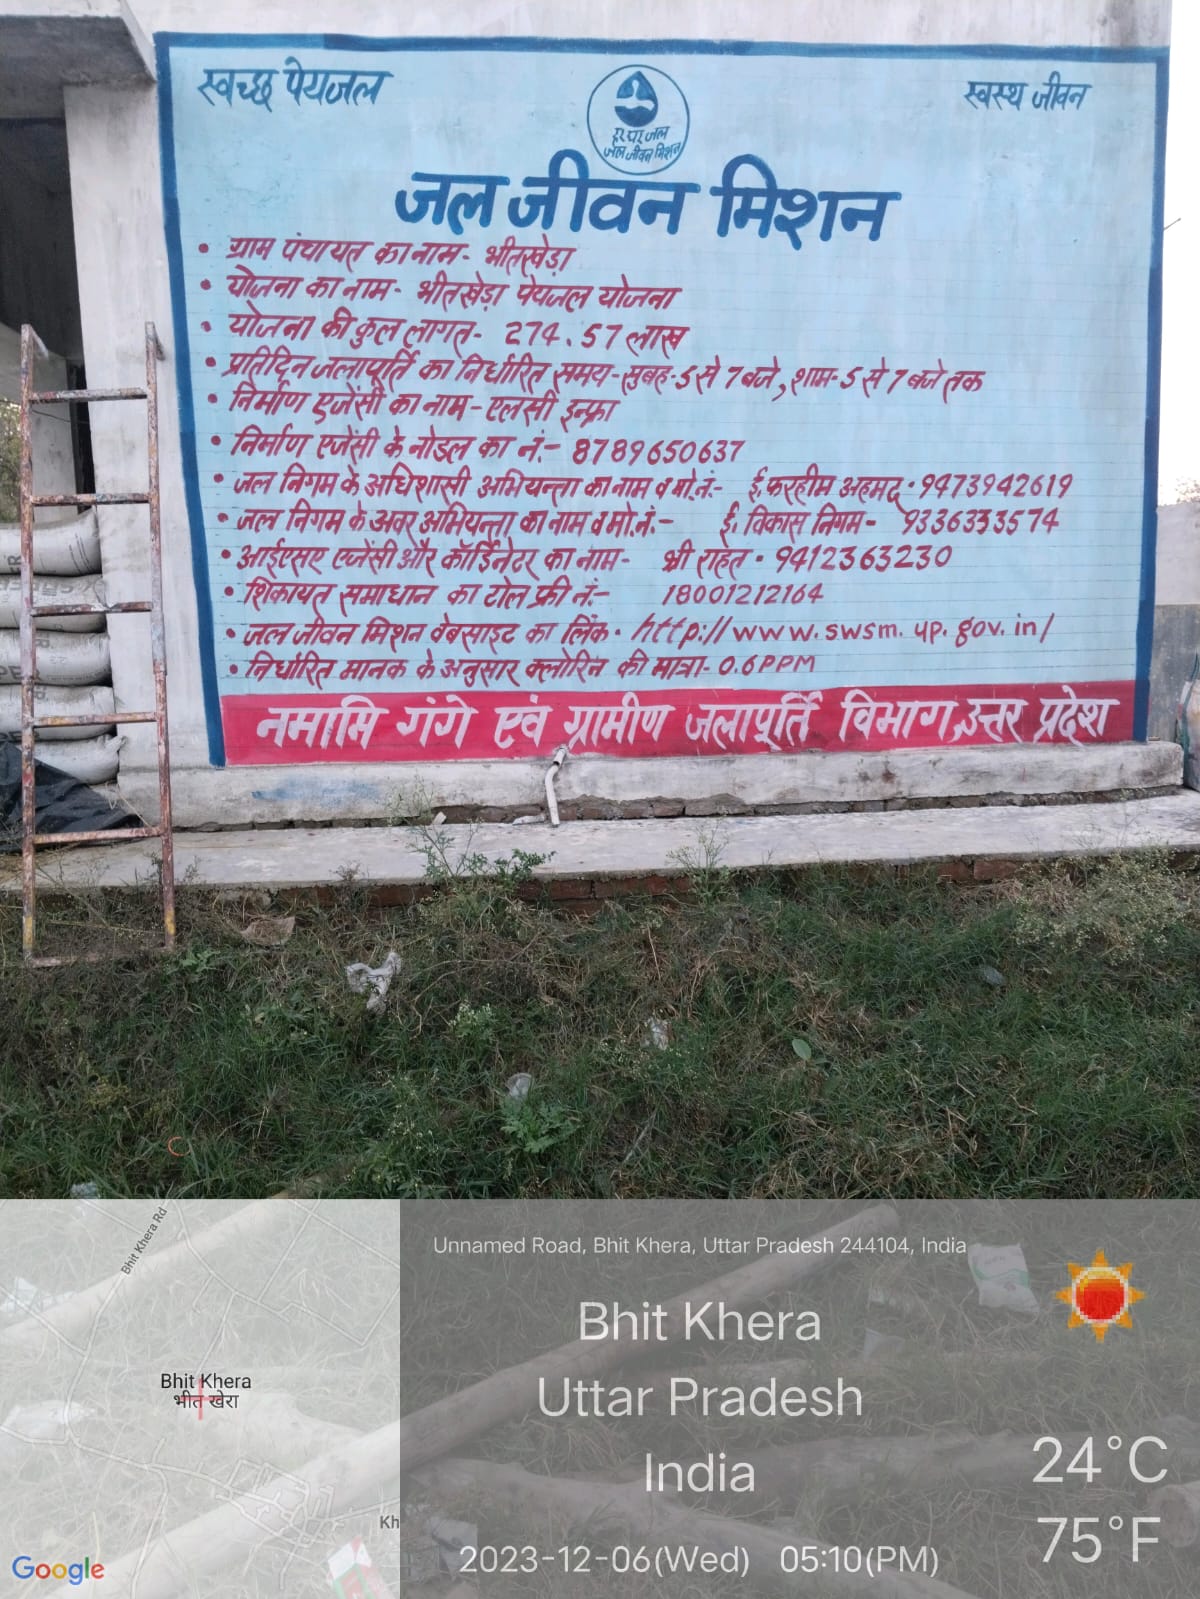 स्वच्छ पेयजल
स्वस्थ जीवन
हर घर जल
जल जीवन मिशन
जल जीवन मिशन
• ग्राम पंचायत का नाम- भीतखेड़ा
• योजना का नाम- भीतखेड़ा पेयजल योजना
• योजना की कुल लागत- 274.57 लाख
• प्रतिदिन जलापूर्ति का निर्धारित समय-सुबह-5 से 7 बजे, शाम-5 से 7 बजे तक
• निर्माण एजेंसी का नाम-एलसी इन्फ्रा
• निर्माण एजेंसी के नोडल का नं.- 8789650637
• जल निगम के अधिशासी अभियन्ता का नाम व मो.नं.- ई. फरहीम अहमद • 9473942619
• जल निगम के अवर अभियन्ता का नाम व मो.नं.- ई. विकास निगम- 9336333574
• आईएसए एजेंसी और कॉर्डिनेटर का नाम- श्री राहत • 9412363230
• शिकायत समाधान का टोल फ्री नं.- 18001212164
• जल जीवन मिशन वेबसाइट का लिंक • http://www.swsm.up.gov.in/
• निर्धारित मानक के अनुसार क्लोरिन की मात्रा- 0.6PPM
नमामि गंगे एवं ग्रामीण जलापूर्ति विभाग, उत्तर प्रदेश
Bhit Khera Rd
Bhit Khera
भीत खेरा
Kh
Google
Unnamed Road, Bhit Khera, Uttar Pradesh 244104, India
Bhit Khera
Uttar Pradesh
India
2023-12-06(Wed) 05:10(PM)
24°C
75°F